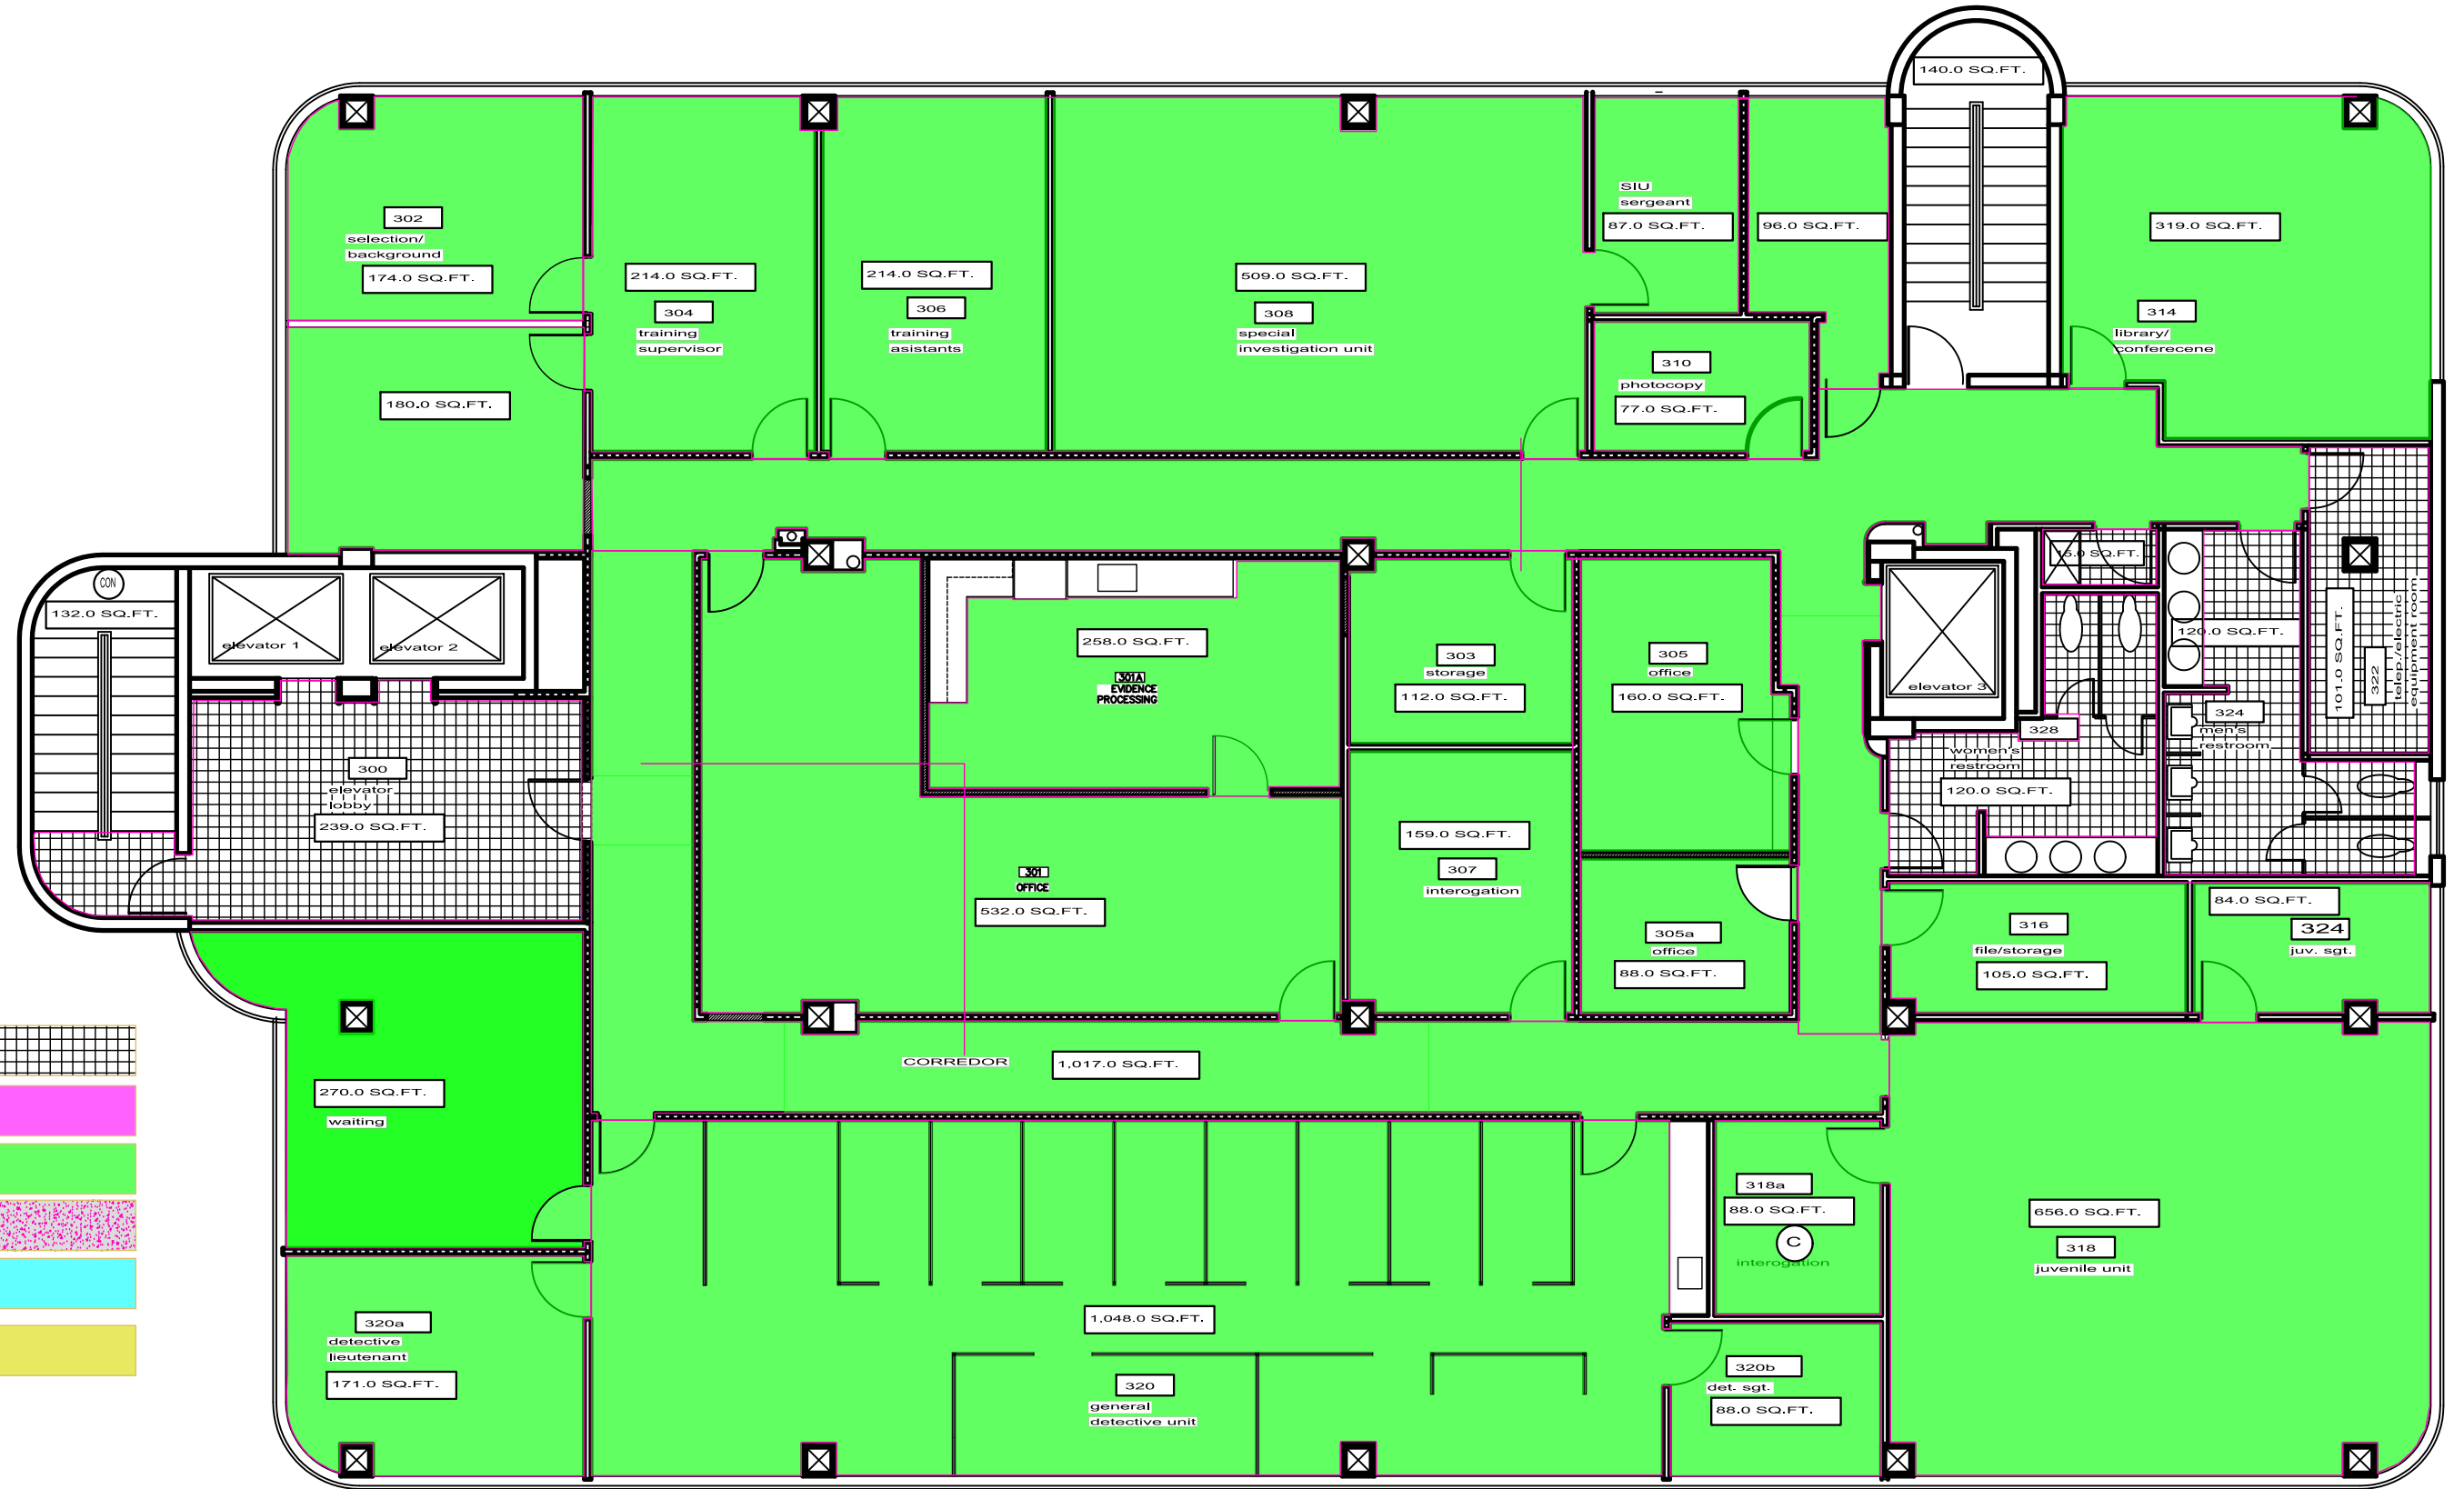 140.0 SQ.FT.
302
selection/
background
174.0 SQ.FT.
214.0 SQ.FT.
304
training
supervisor
214.0 SQ.FT.
306
training
asistants
509.0 SQ.FT.
308
special
investigation unit
SIU
sergeant
87.0 SQ.FT.
96.0 SQ.FT.
319.0 SQ.FT.
314
library/
conferecene
310
photocopy
77.0 SQ.FT.
180.0 SQ.FT.
CON
132.0 SQ.FT.
elevator 1
elevator 2
258.0 SQ.FT.
301A
EVIDENCE
PROCESSING
303
storage
112.0 SQ.FT.
305
office
160.0 SQ.FT.
elevator 3
15.0 SQ.FT.
120.0 SQ.FT.
101.0 SQ.FT.
322
telep./electric
equipment room
324
men's
restroom
328
women's
restroom
120.0 SQ.FT.
300
elevator
lobby
239.0 SQ.FT.
301
OFFICE
532.0 SQ.FT.
159.0 SQ.FT.
307
interogation
305a
office
88.0 SQ.FT.
316
file/storage
105.0 SQ.FT.
84.0 SQ.FT.
324
juv. sgt.
CORREDOR
1,017.0 SQ.FT.
270.0 SQ.FT.
waiting
318a
88.0 SQ.FT.
C
interogation
656.0 SQ.FT.
318
juvenile unit
320a
detective
lieutenant
171.0 SQ.FT.
1,048.0 SQ.FT.
320
general
detective unit
320b
det. sgt.
88.0 SQ.FT.